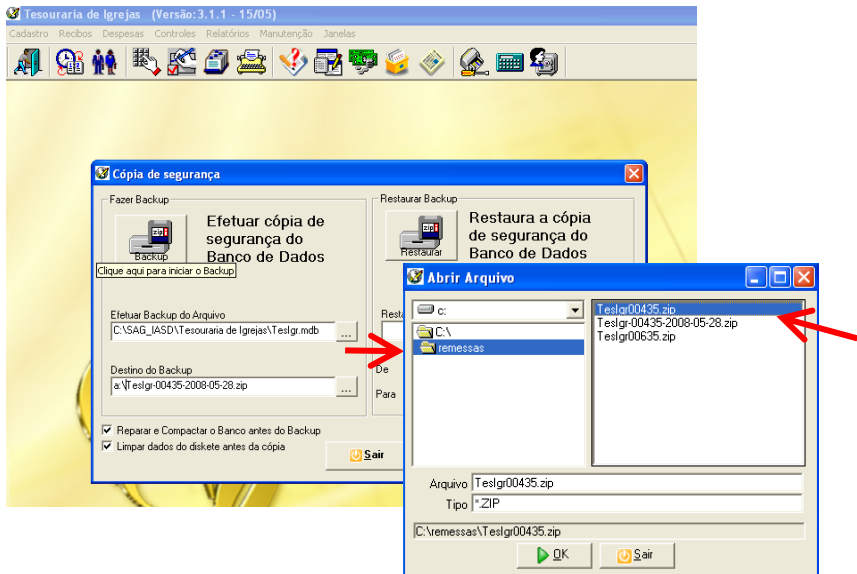 Tesouraria de Igrejas (Versão:3.1.1 - 15/05)
Cadastro Recibos Despesas Controles Relatórios Manutenção Janelas
Cópia de segurança
Fazer Backup
Backup
Efetuar cópia de
segurança do
Banco de Dados
Clique aqui para iniciar o Backup
Efetuar Backup do Arquivo
C:\SAG_IASD\Tesouraria de Igrejas\TesIgr.mdb
...
Destino do Backup
a:\TesIgr-00435-2008-05-28.zip
...
Reparar e Compactar o Banco antes do Backup
Limpar dados do diskete antes da cópia
Sair
Restaurar Backup
Restaurar
Restaura a cópia
de segurança do
Banco de Dados
De
Para
Abrir Arquivo
c:
C:\
remessas
TesIgr00435.zip
TesIgr-00435-2008-05-28.zip
TesIgr00635.zip
Arquivo TesIgr00435.zip
Tipo *.ZIP
C:\remessas\TesIgr00435.zip
OK
Sair